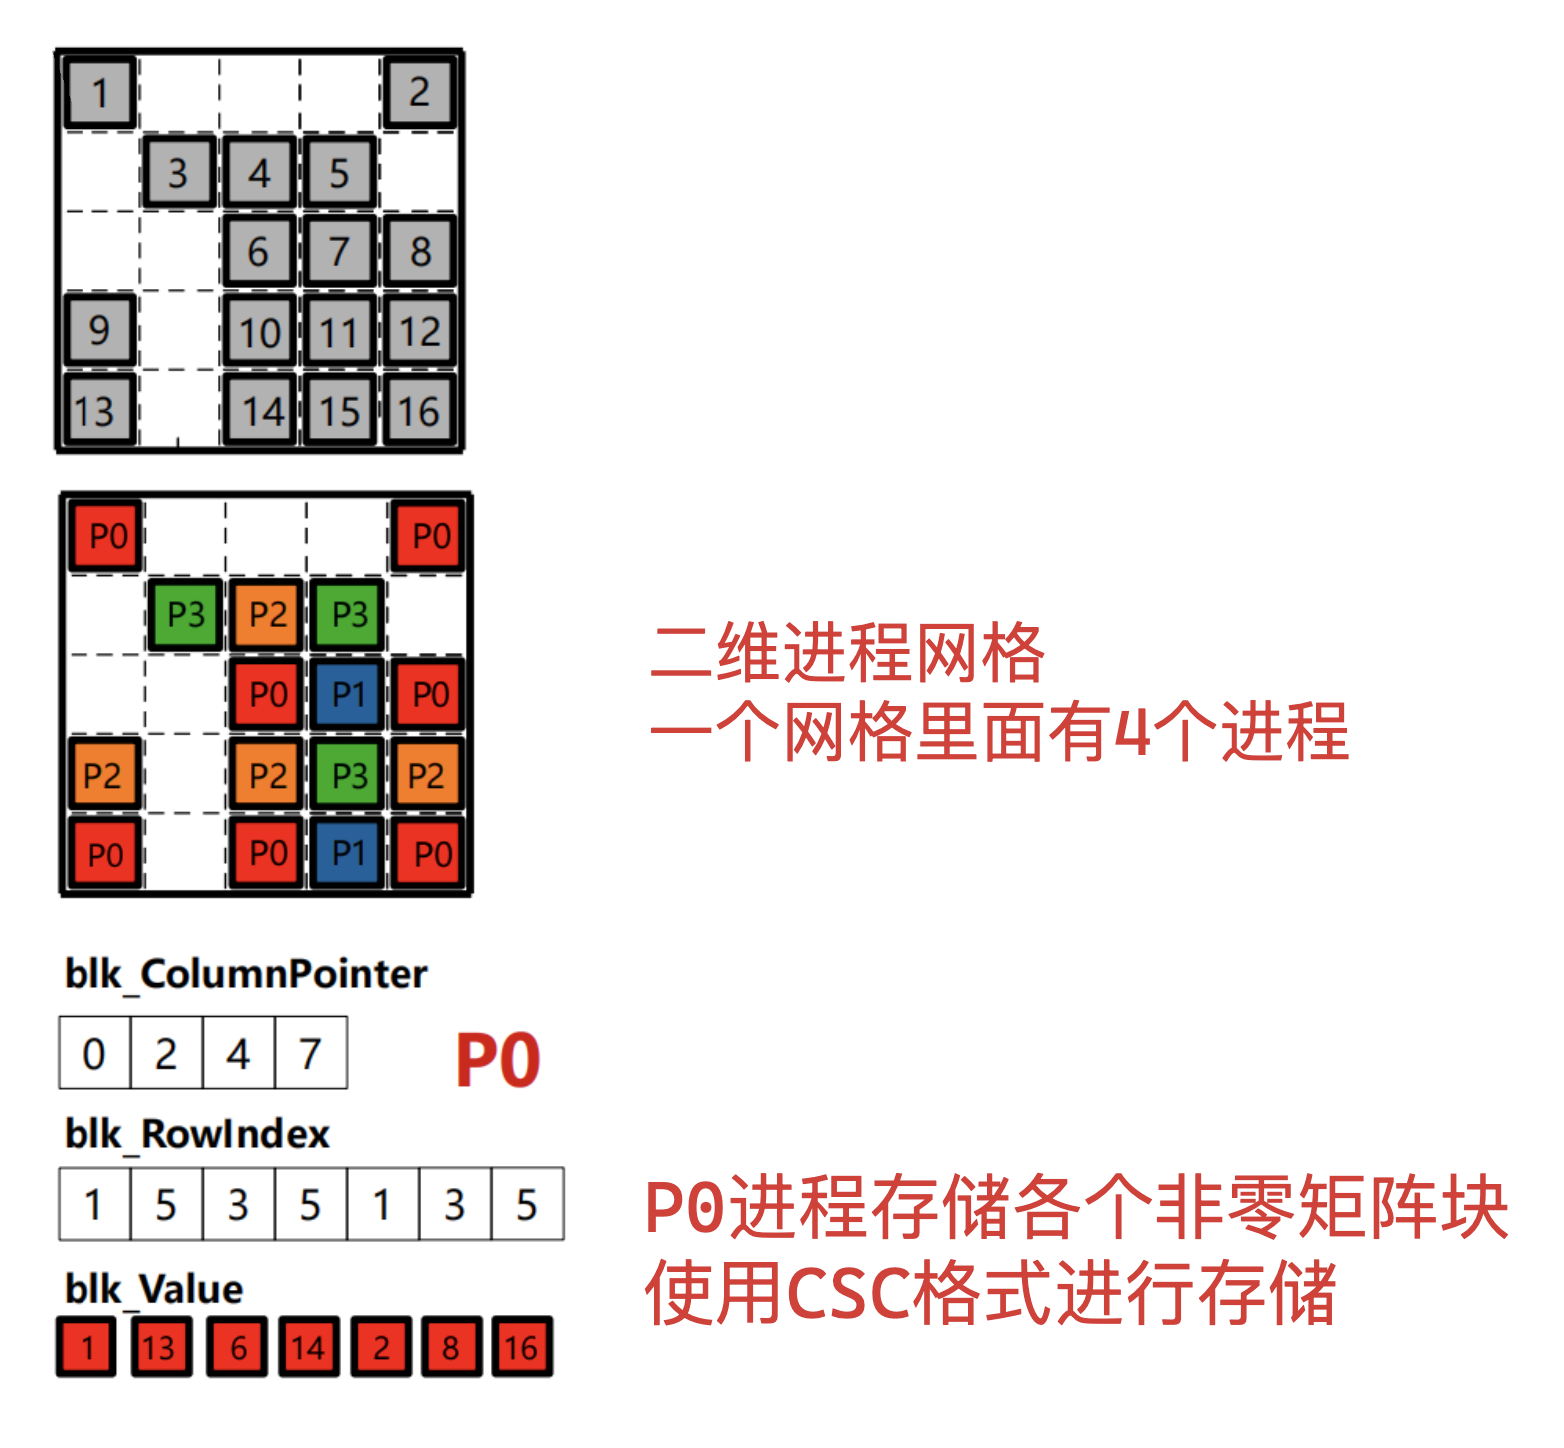 1 2
3 4 5
6 7 8
9 10 11 12
13 14 15 16
P0 P0
P3 P2 P3
P0 P1 P0
P2 P2 P3 P2
P0 P0 P1 P0
二维进程网格
一个网格里面有4个进程
blk_ColumnPointer
0 2 4 7
P0
blk_RowIndex
1 5 3 5 1 3 5
blk_Value
1 13 6 14 2 8 16
P0进程存储各个非零矩阵块
使用CSC格式进行存储